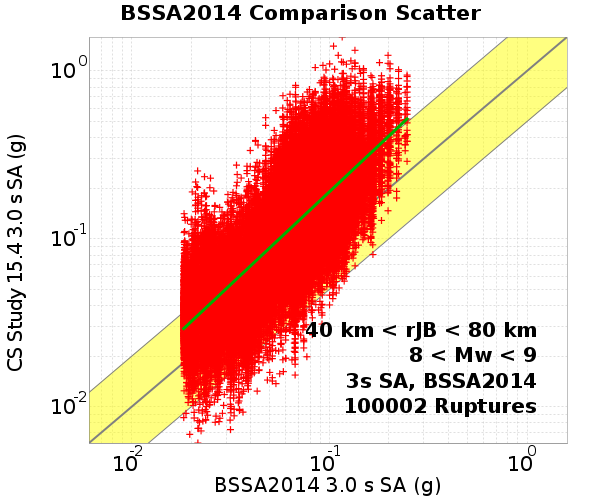 BSSA2014 Comparison Scatter
CS Study 15.4 3.0 s SA (g)
10^0
10^-1
10^-2
40 km < rJB < 80 km
8 < Mw < 9
3s SA, BSSA2014
100002 Ruptures
10^-2 10^-1 10^0
BSSA2014 3.0 s SA (g)